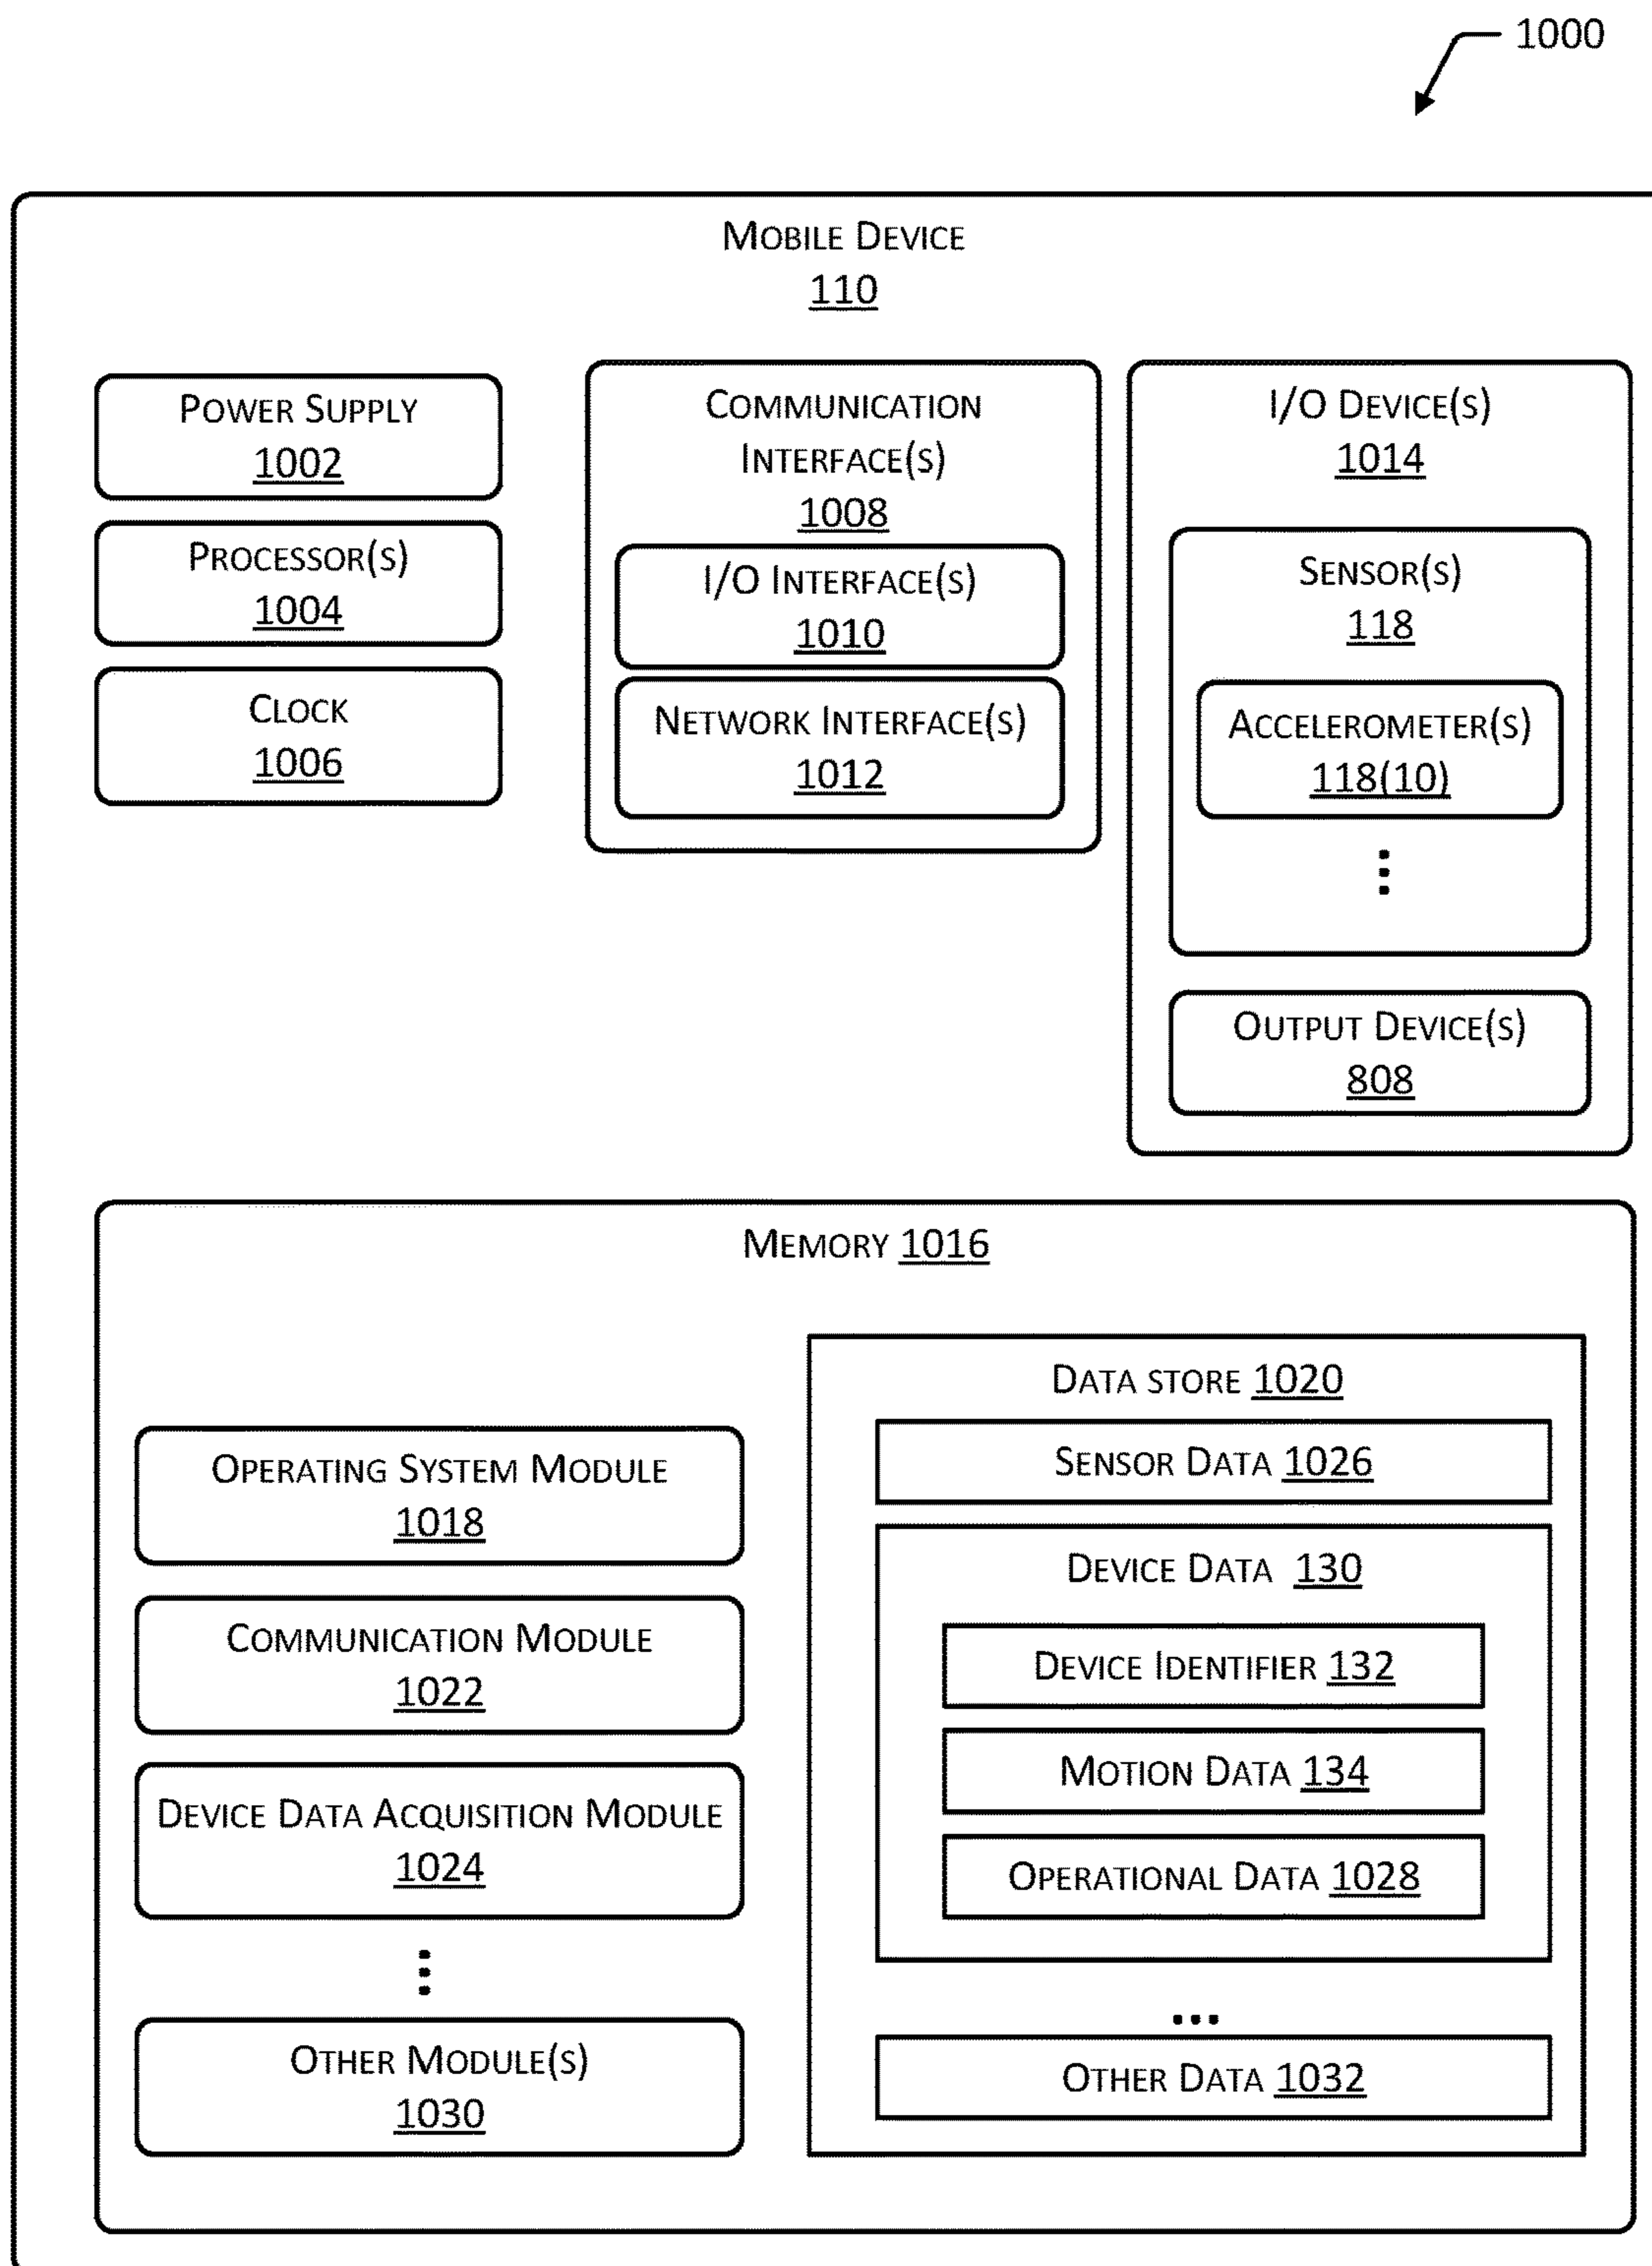 1000
MOBILE DEVICE
110
POWER SUPPLY
1002
PROCESSOR(S)
1004
CLOCK
1006
COMMUNICATION
INTERFACE(S)
1008
I/O INTERFACE(S)
1010
NETWORK INTERFACE(S)
1012
I/O DEVICE(S)
1014
SENSOR(S)
118
ACCELEROMETER(S)
118(10)
OUTPUT DEVICE(S)
808
MEMORY 1016
OPERATING SYSTEM MODULE
1018
COMMUNICATION MODULE
1022
DEVICE DATA ACQUISITION MODULE
1024
OTHER MODULE(S)
1030
DATA STORE 1020
SENSOR DATA 1026
DEVICE DATA 130
DEVICE IDENTIFIER 132
MOTION DATA 134
OPERATIONAL DATA 1028
OTHER DATA 1032